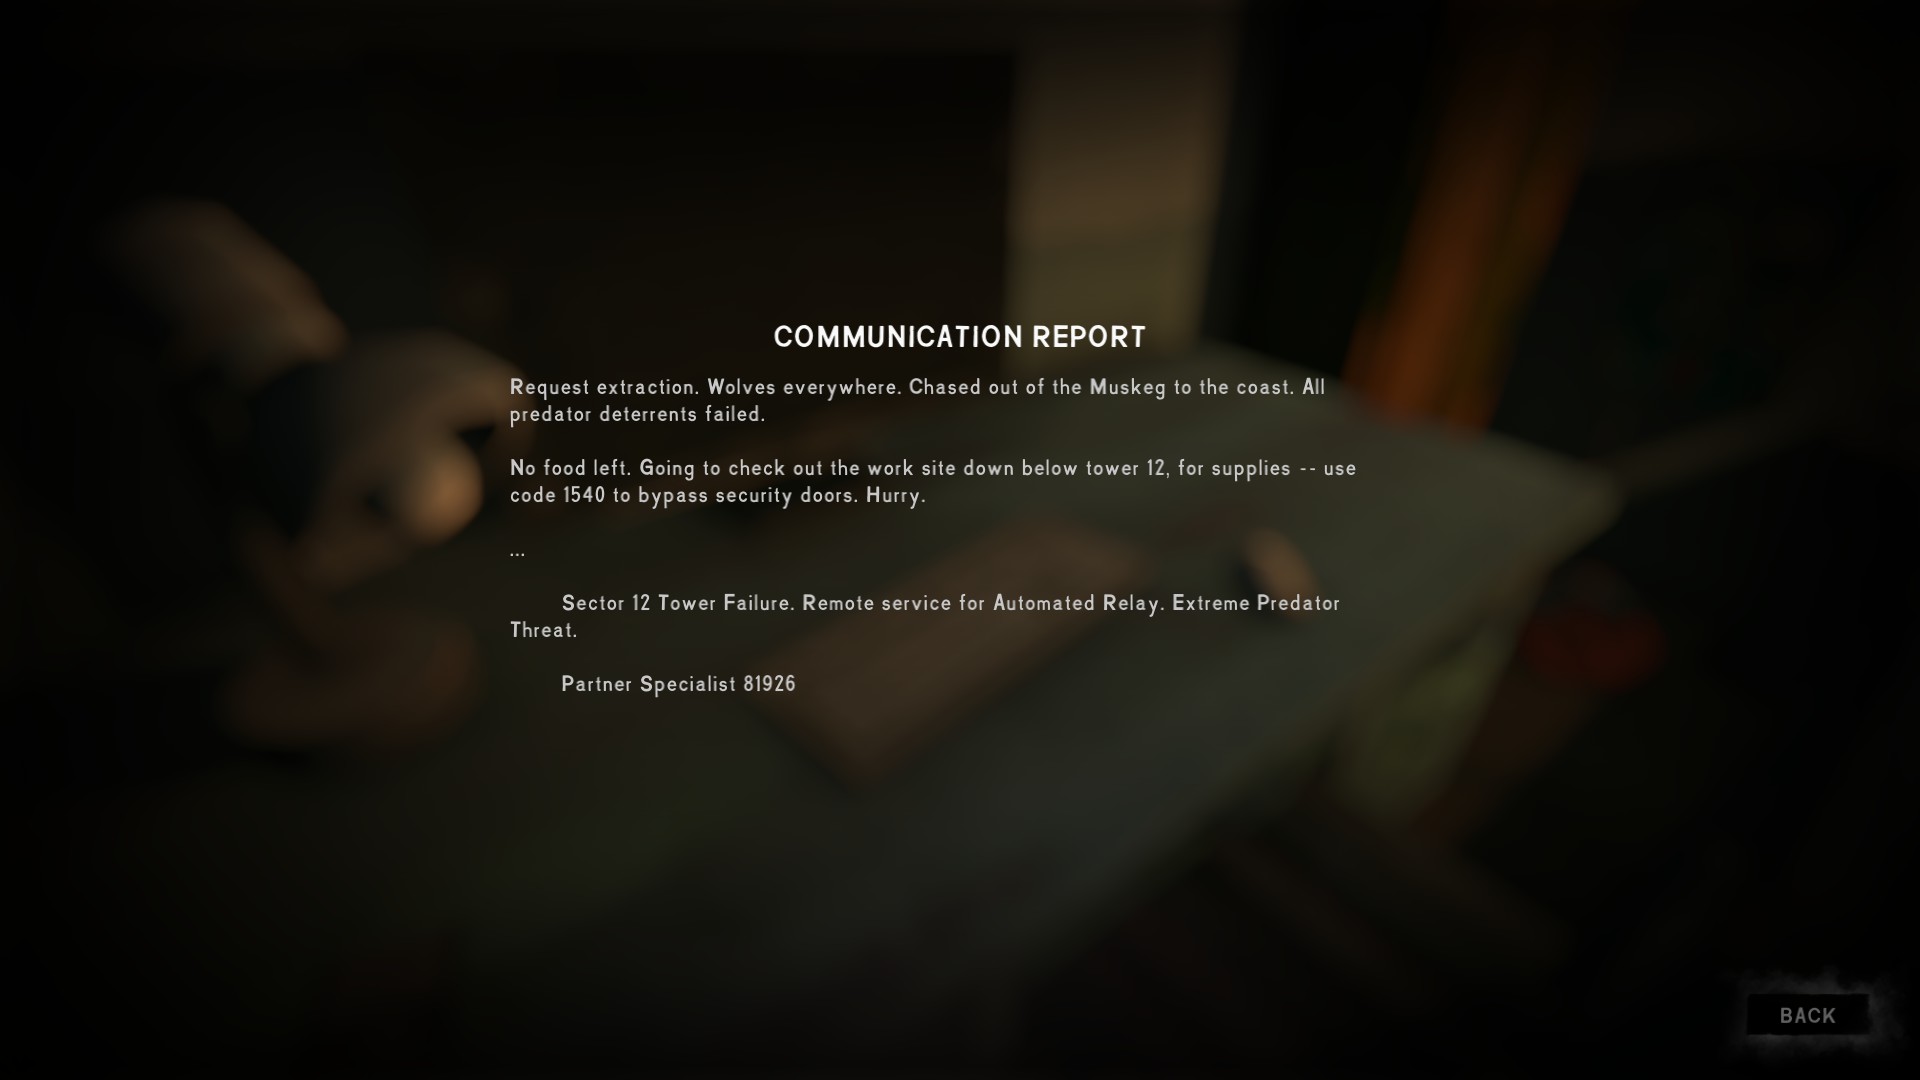 COMMUNICATION REPORT
Request extraction. Wolves everywhere. Chased out of the Muskeg to the coast. All
predator deterrents failed.
No food left. Going to check out the work site down below tower 12, for supplies -- use
code 1540 to bypass security doors. Hurry.
...
Sector 12 Tower Failure. Remote service for Automated Relay. Extreme Predator
Threat.
Partner Specialist 81926
BACK